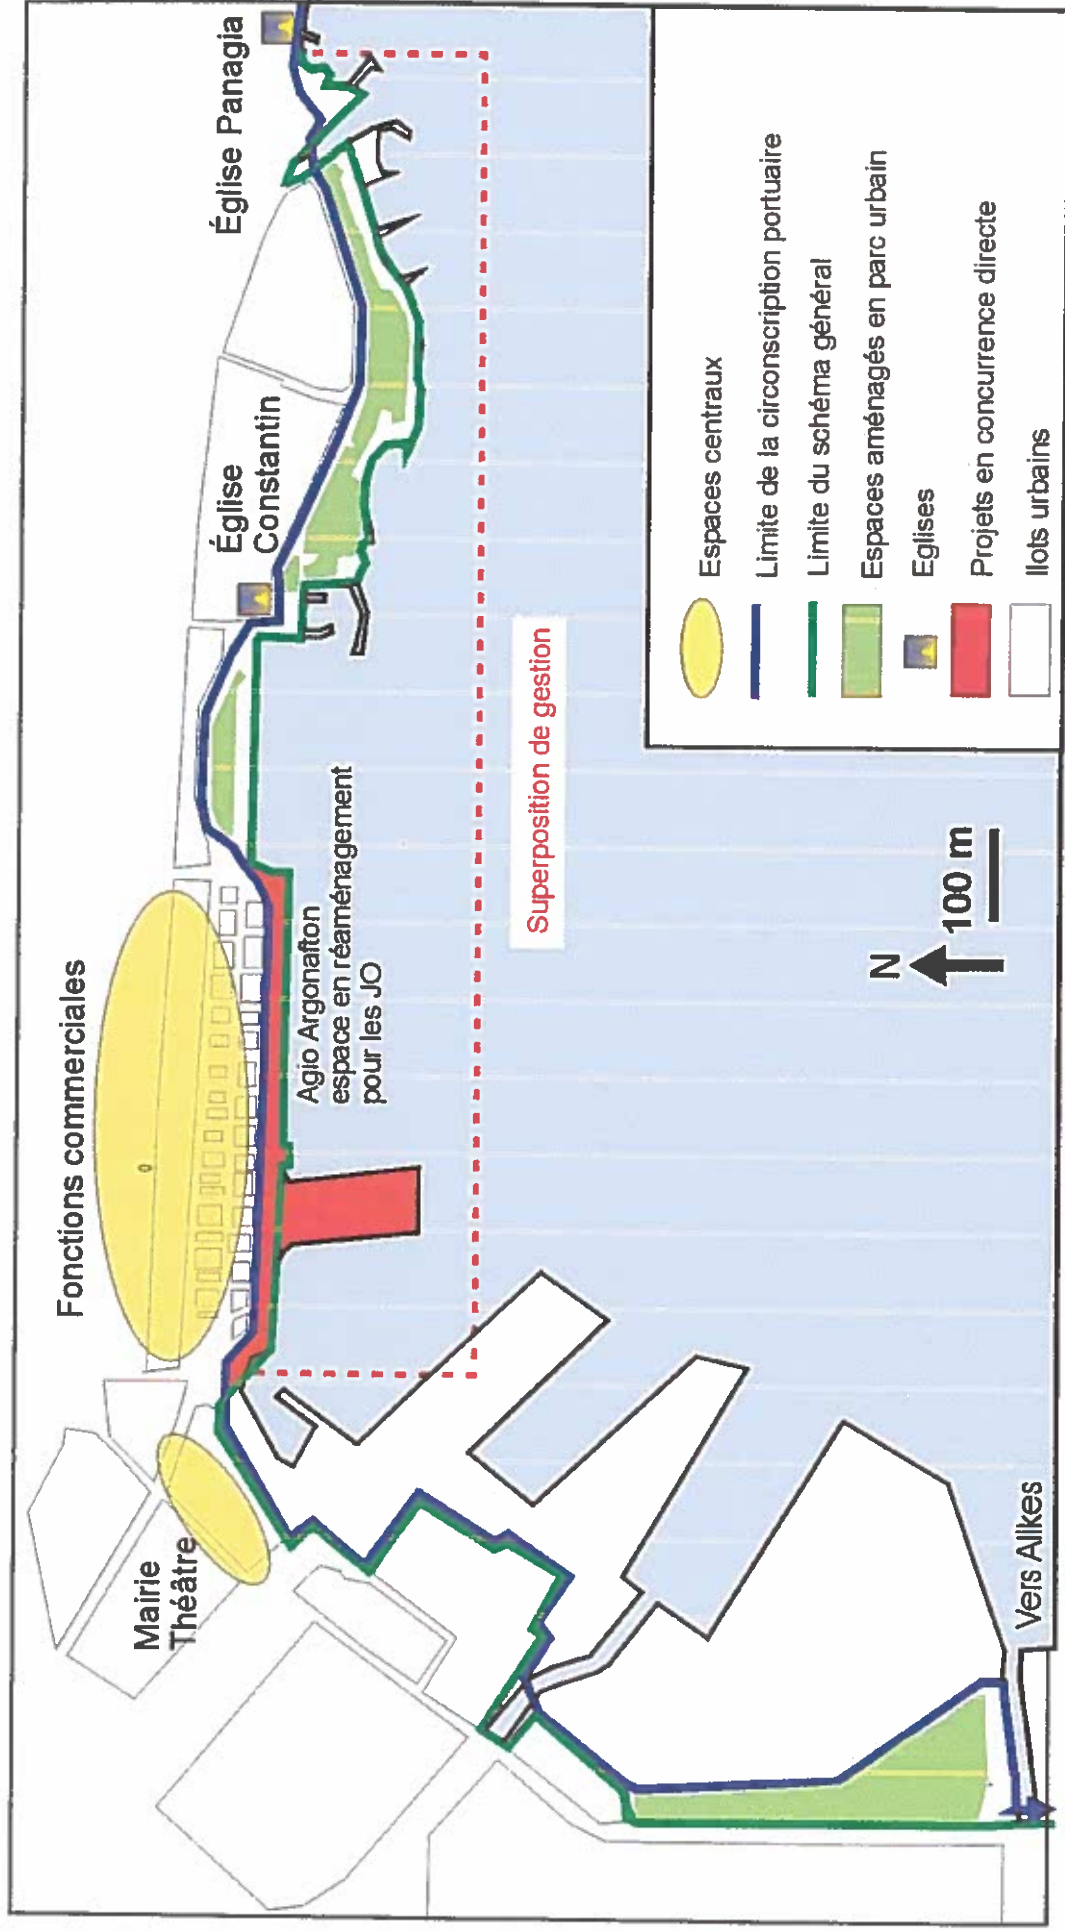 Fonctions commerciales
Église Panagia
Église
Constantin
Mairie
Théâtre
Agio Argonafton
espace en réaménagement
pour les JO
Superposition de gestion
N
100 m
Vers Alikes
Espaces centraux
Limite de la circonscription portuaire
Limite du schéma général
Espaces aménagés en parc urbain
Eglises
Projets en concurrence directe
Ilots urbains